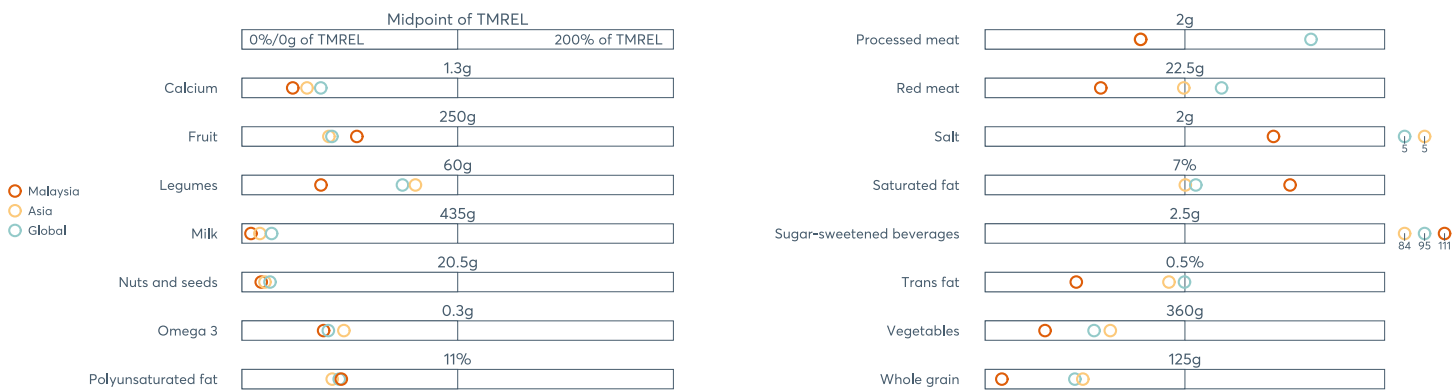 Midpoint of TMREL
0%/0g of TMREL 200% of TMREL
1.3g
Calcium
250g
Fruit
60g
Legumes
435g
Milk
20.5g
Nuts and seeds
0.3g
Omega 3
11%
Polyunsaturated fat
Malaysia
Asia
Global
2g
Processed meat
22.5g
Red meat
2g
Salt
5 5
7%
Saturated fat
2.5g
Sugar-sweetened beverages
84 95 111
0.5%
Trans fat
360g
Vegetables
125g
Whole grain